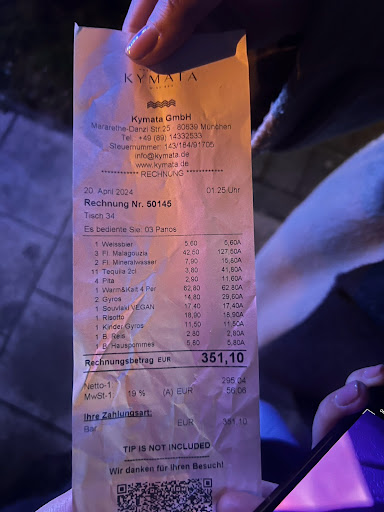 KYMATA
Kymata GmbH
Mararethe-Danzi Str.25 80639 München
Tel.: +49 (89) 14332533
Steuernummer: 143/184/91705
info@kymata.de
www.kymata.de
************ RECHNUNG ************
20. April 2024 01:25 Uhr
Rechnung Nr. 50145
Tisch 34
Es bediente Sie: 03 Panos
1 Weissbier 5,60 5,60A
3 Fl. Malagouzia 42,50 127,50A
2 Fl. Mineralwasser 7,90 15,80A
11 Tequila 2cl 3,80 41,80A
4 Pita 2,90 11,60A
1 Warm&Kalt 4 Per 62,80 62,80A
2 Gyros 14,80 29,60A
1 Souvlaki VEGAN 17,40 17,40A
1 Risotto 18,90 18,90A
1 Kinder Gyros 11,50 11,50A
1 B. Reis 2,80 2,80A
1 B. Hauspommes 5,80 5,80A
Rechnungsbetrag EUR 351,10
Netto-1 295,04
MwSt-1 19 % (A) EUR 56,06
Ihre Zahlungsart:
Bar EUR 351,10
TIP IS NOT INCLUDED
Wir danken für Ihren Besuch!